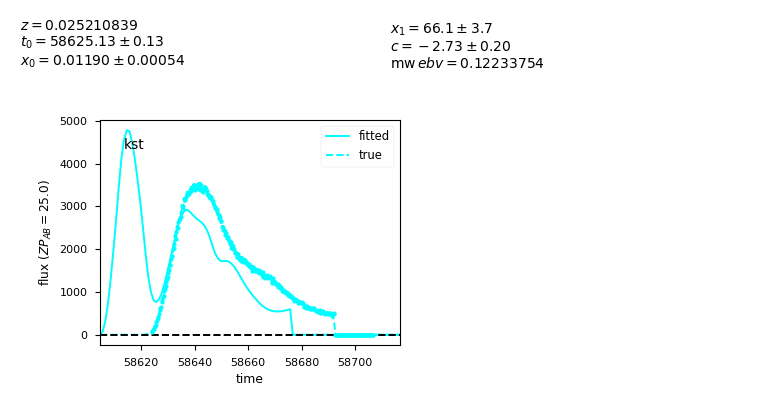 z = 0.025210839
t₀ = 58625.13 ± 0.13
x₀ = 0.01190 ± 0.00054
x₁ = 66.1 ± 3.7
c = −2.73 ± 0.20
mw ebv = 0.12233754
kst
fitted
true
5000
4000
3000
2000
1000
0
flux (ZP_AB = 25.0)
58620 58640 58660 58680 58700
time